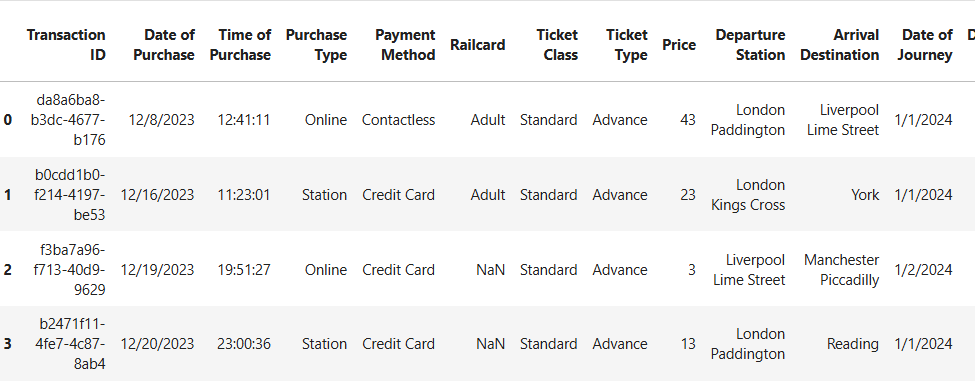 Transaction ID Date of Purchase Time of Purchase Purchase Type Payment Method Railcard Ticket Class Ticket Type Price Departure Station Arrival Destination Date of Journey D
0 da8a6ba8-b3dc-4677-b176 12/8/2023 12:41:11 Online Contactless Adult Standard Advance 43 London Paddington Liverpool Lime Street 1/1/2024
1 b0cdd1b0-f214-4197-be53 12/16/2023 11:23:01 Station Credit Card Adult Standard Advance 23 London Kings Cross York 1/1/2024
2 f3ba7a96-f713-40d9-9629 12/19/2023 19:51:27 Online Credit Card NaN Standard Advance 3 Liverpool Lime Street Manchester Piccadilly 1/2/2024
3 b2471f11-4fe7-4c87-8ab4 12/20/2023 23:00:36 Station Credit Card NaN Standard Advance 13 London Paddington Reading 1/1/2024